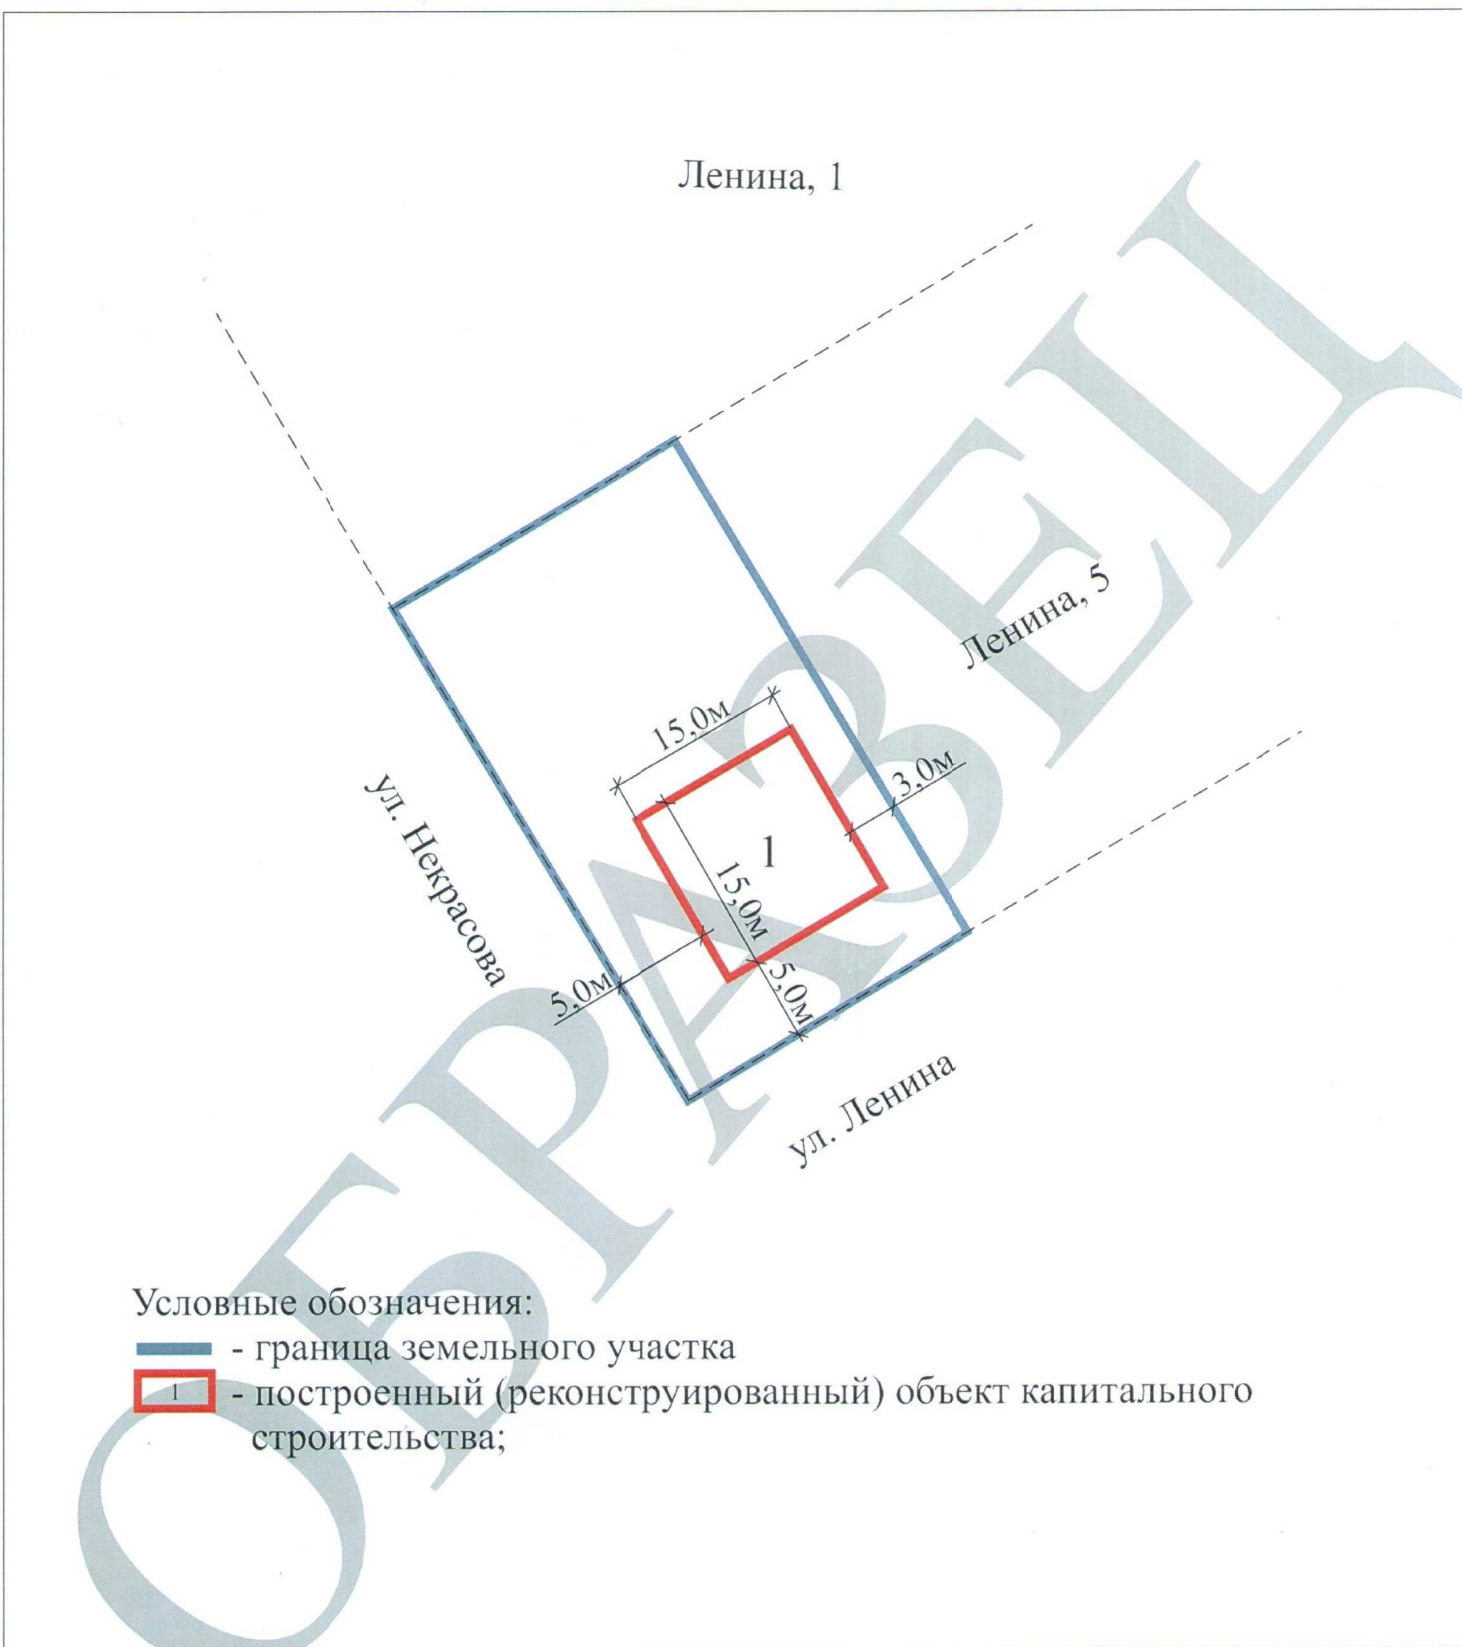 Ленина, 1
Ленина, 5
15,0м
3,0м
1
15,0м
ул. Некрасова
5,0м
5,0м
ул. Ленина
ОБРАЗЕЦ
Условные обозначения:
- граница земельного участка
1 - построенный (реконструированный) объект капитального
строительства;